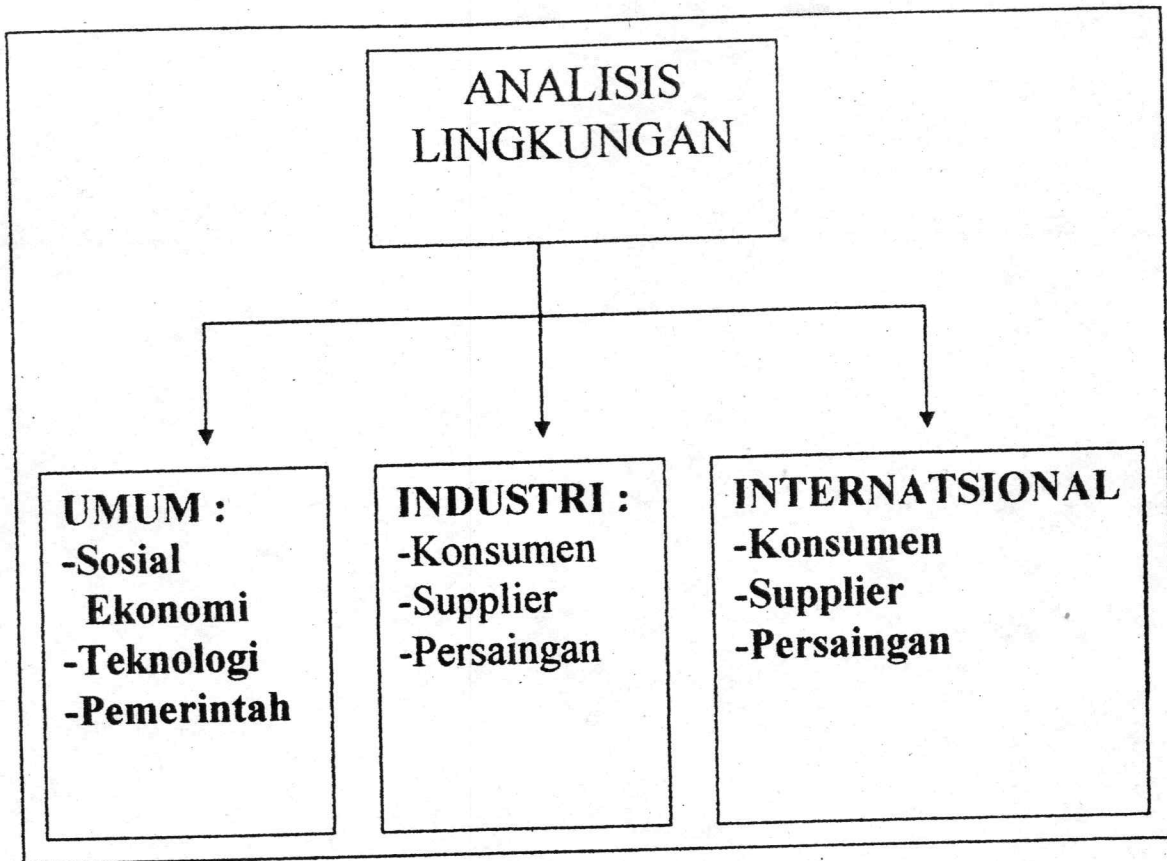 ANALISIS
LINGKUNGAN
UMUM :
-Sosial
Ekonomi
-Teknologi
-Pemerintah
INDUSTRI :
-Konsumen
-Supplier
-Persaingan
INTERNATSIONAL
-Konsumen
-Supplier
-Persaingan